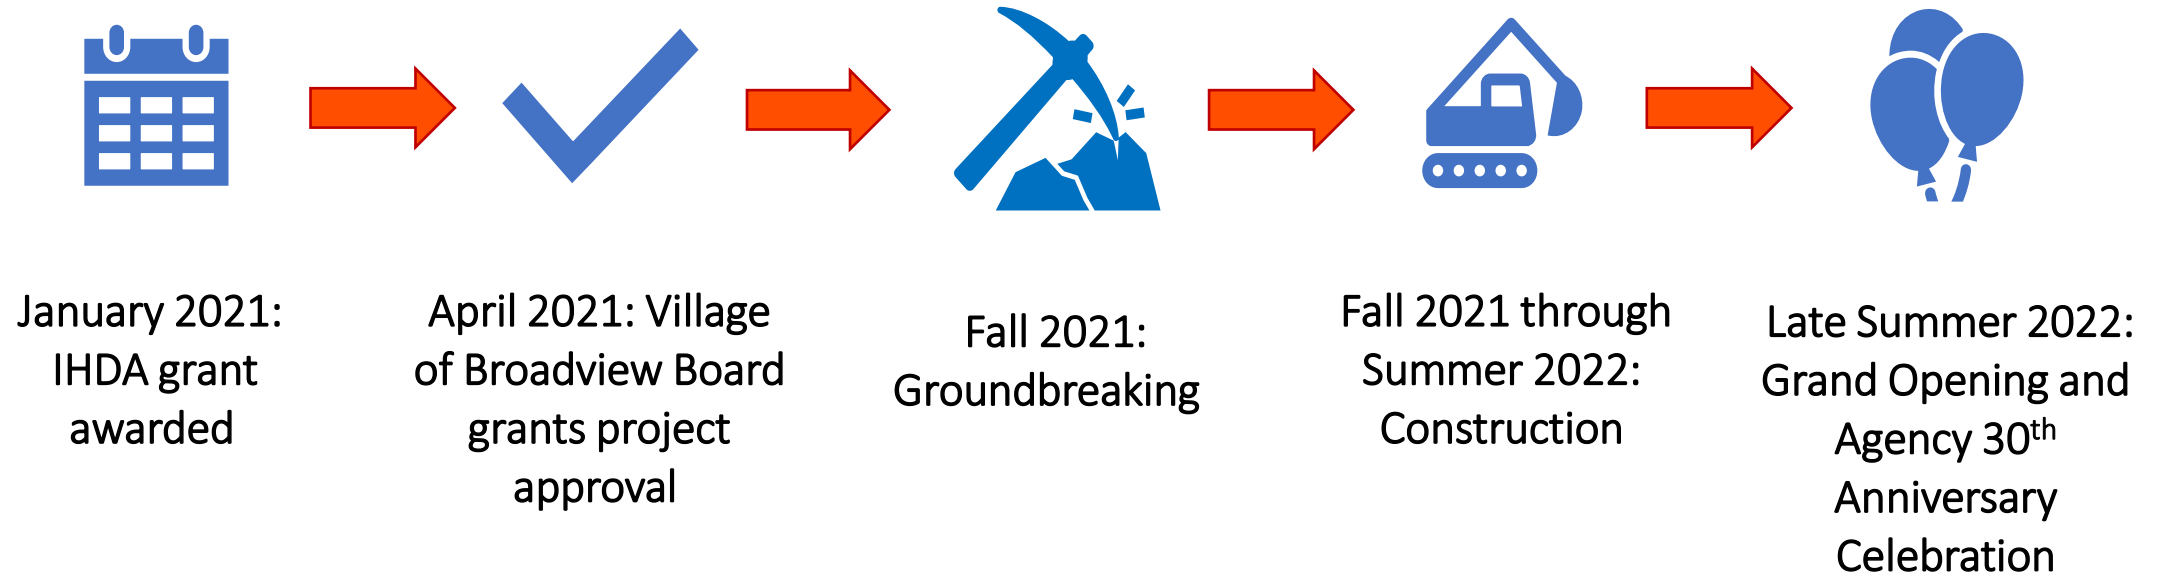 January 2021:
IHDA grant
awarded
April 2021: Village
of Broadview Board
grants project
approval
Fall 2021:
Groundbreaking
Fall 2021 through
Summer 2022:
Construction
Late Summer 2022:
Grand Opening and
Agency 30th
Anniversary
Celebration